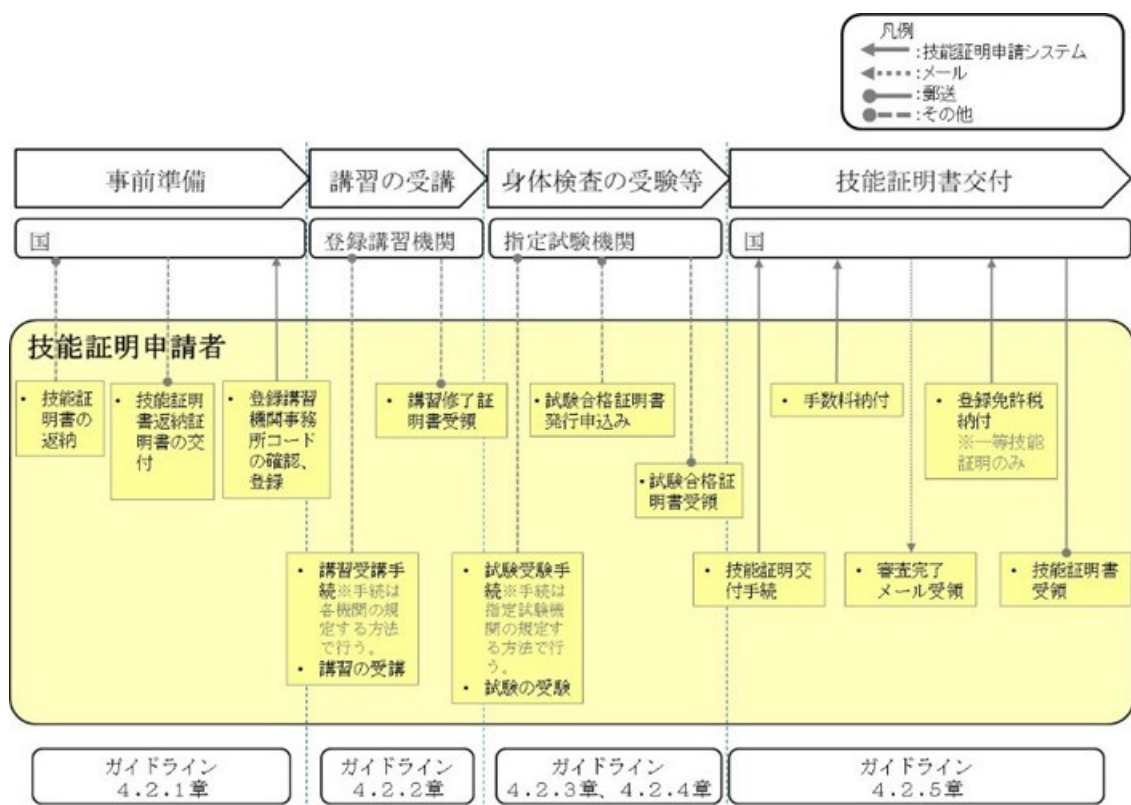 凡例
:技能証明申請システム
:メール
:郵送
:その他
事前準備
講習の受講
身体検査の受験等
技能証明書交付
国
登録講習機関
指定試験機関
国
技能証明申請者
・ 技能証
明書の
返納
・ 技能証明
書返納証
明書の交
付
・ 登録講習
機関事務
所コード
の確認、
登録
・ 講習修了証
明書受領
・試験合格証明書
発行申込み
・試験合格証
明書受領
・ 手数料納付
・ 登録免許税
納付
※一等技能
証明のみ
・ 講習受講手
続※手続は
各機関の規
定する方法
で行う。
・ 講習の受講
・ 試験受験手
続※手続は
指定試験機
関の規定す
る方法で行
う。
・ 試験の受験
・ 技能証明交
付手続
・ 審査完了
メール受領
・ 技能証明書
受領
ガイドライン
4.2.1章
ガイドライン
4.2.2章
ガイドライン
4.2.3章、4.2.4章
ガイドライン
4.2.5章